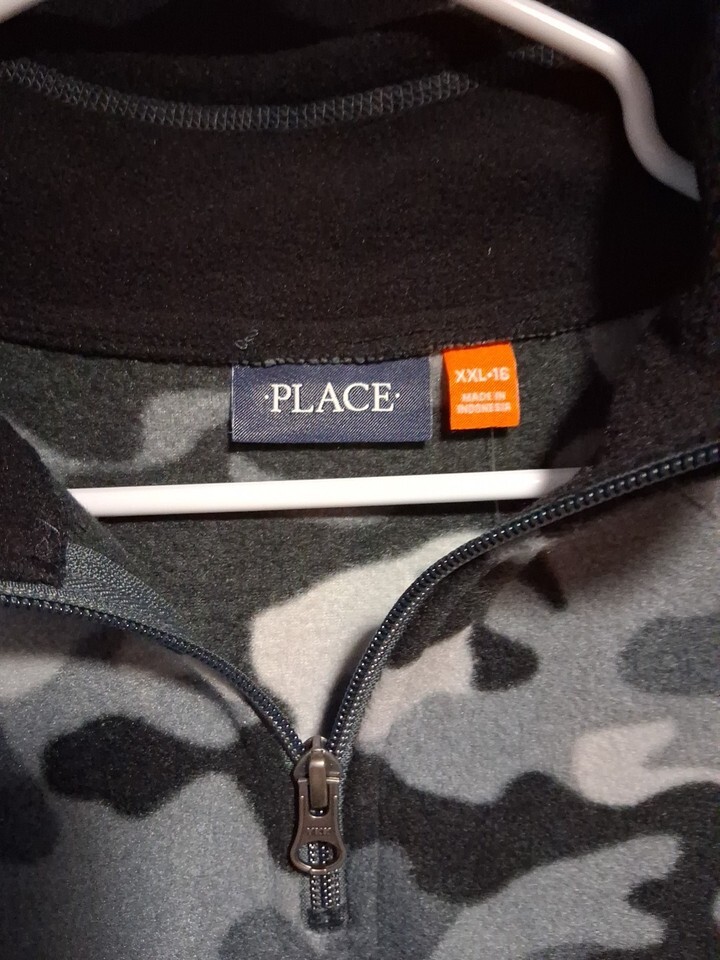 ·PLACE·
XXL•16
MADE IN
INDONESIA